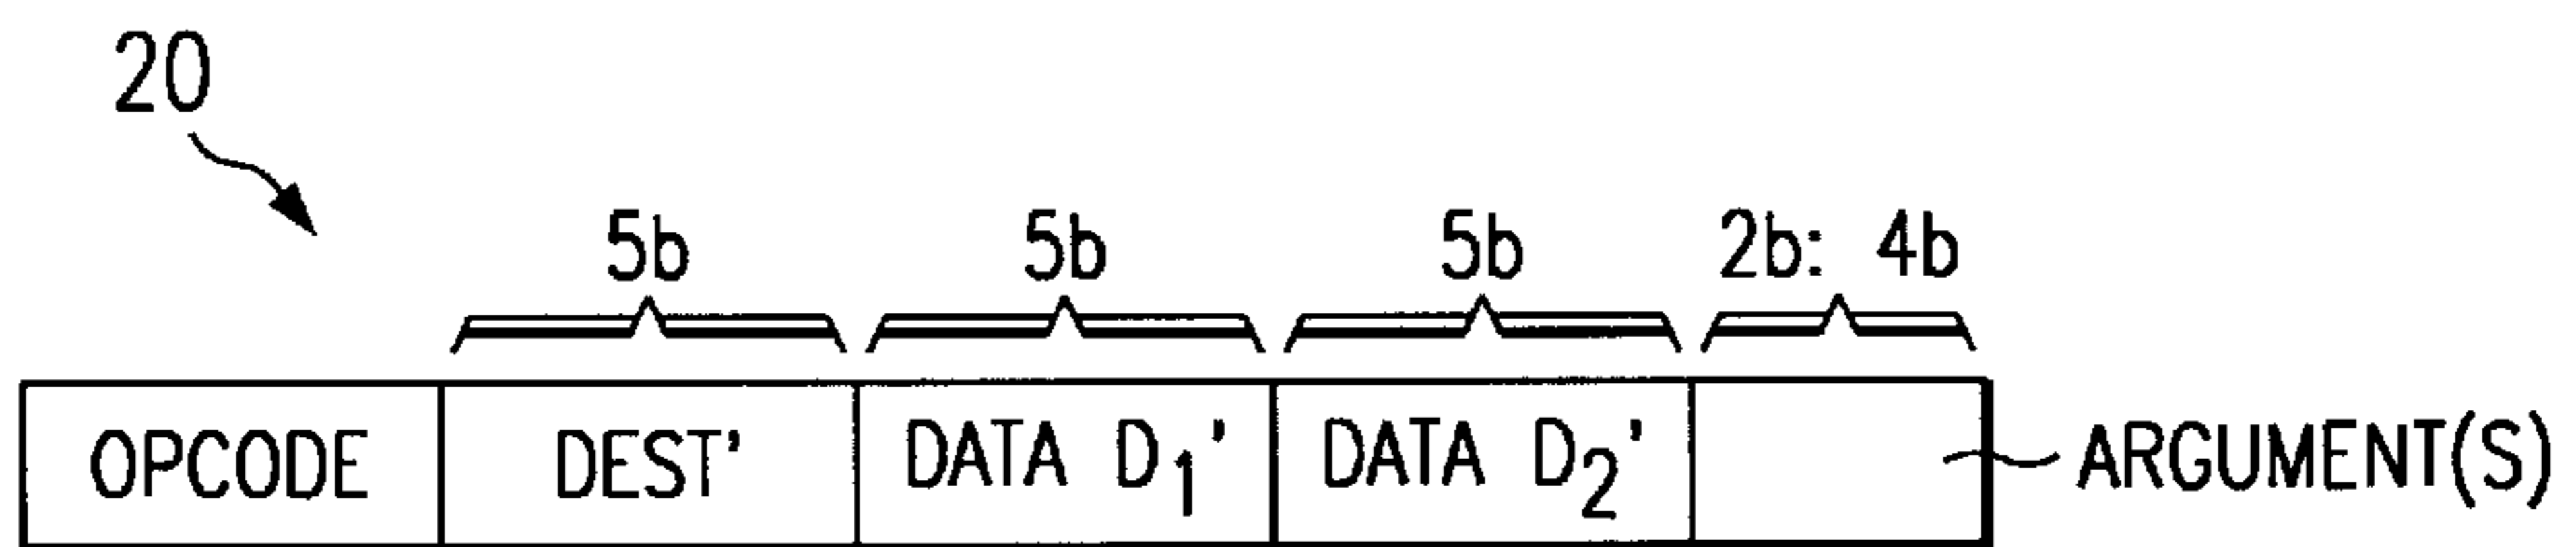 20
5b 5b 5b 2b: 4b
OPCODE DEST' DATA D₁' DATA D₂' ARGUMENT(S)